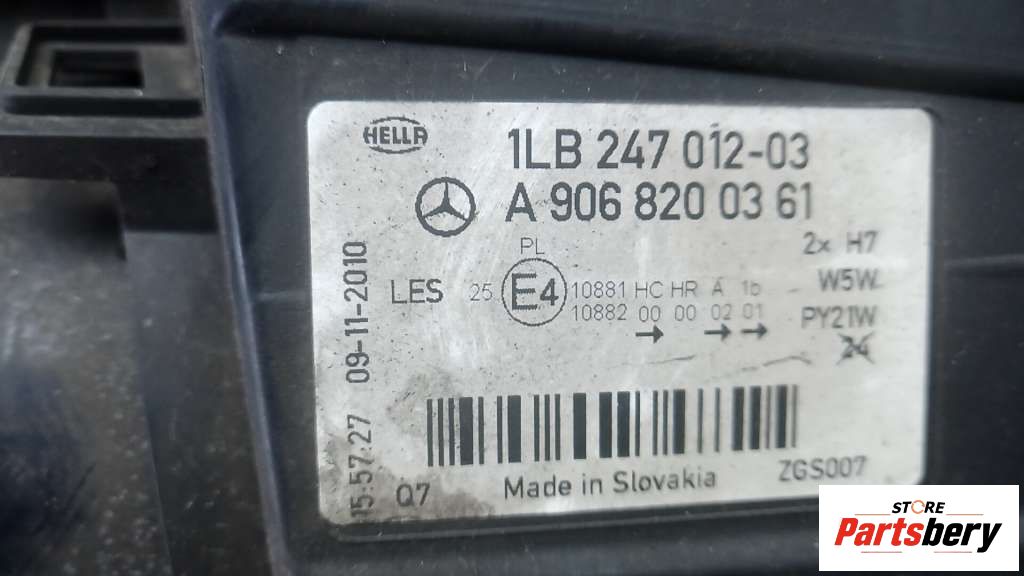 HELLA
1LB 247 012-03
A 906 820 03 61
2x H7
W5W
PY21W
24
PL
LES 25 E4 10881 HC HR A 1b
10882 00 00 02 01
15:57:27 09-11-2010
Q7 Made in Slovakia ZGS007
STORE
Partsbery